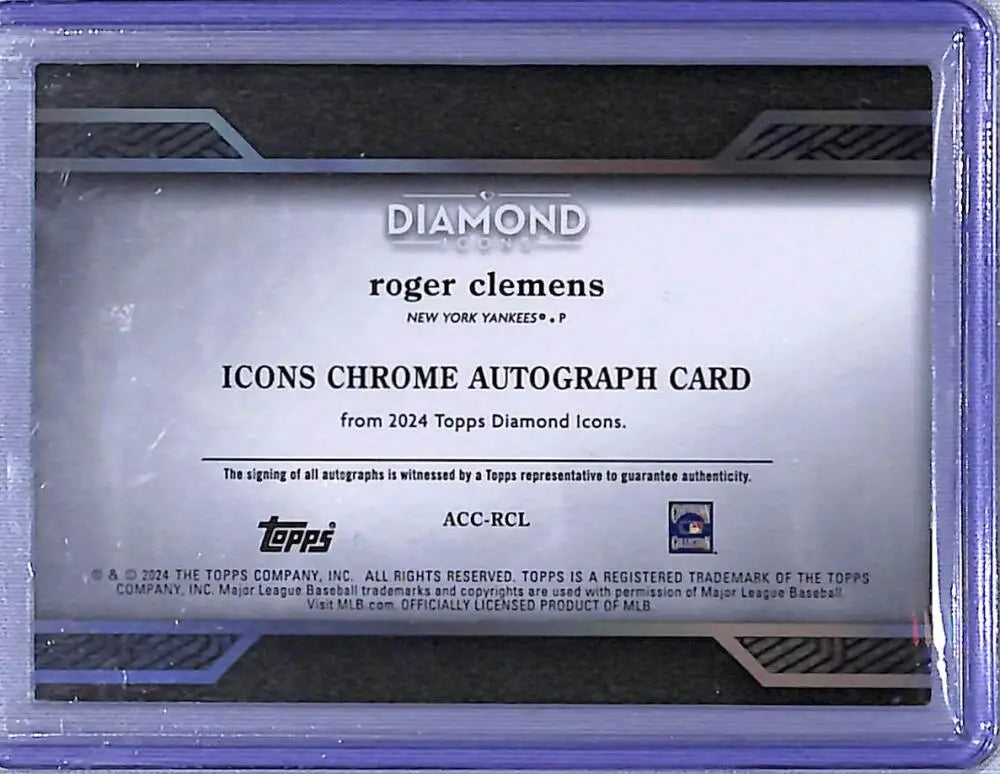 DIAMOND
ICONS
roger clemens
NEW YORK YANKEES® • P
ICONS CHROME AUTOGRAPH CARD
from 2024 Topps Diamond Icons.
The signing of all autographs is witnessed by a Topps representative to guarantee authenticity.
topps®
ACC-RCL
® & © 2024 THE TOPPS COMPANY, INC. ALL RIGHTS RESERVED. TOPPS IS A REGISTERED TRADEMARK OF THE TOPPS
COMPANY, INC. Major League Baseball trademarks and copyrights are used with permission of Major League Baseball.
Visit MLB.com. OFFICIALLY LICENSED PRODUCT OF MLB